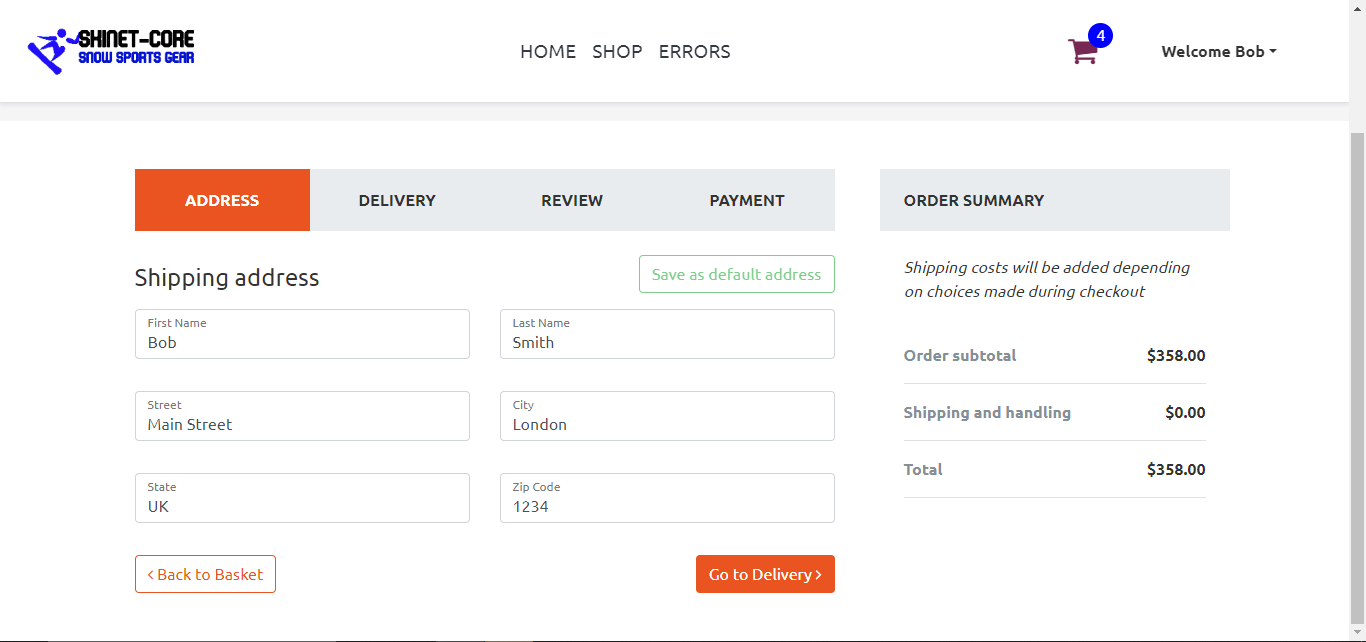 SKINET-CORE
SNOW SPORTS GEAR
HOME SHOP ERRORS
4
Welcome Bob
ADDRESS DELIVERY REVIEW PAYMENT
Shipping address
Save as default address
First Name
Bob
Last Name
Smith
Street
Main Street
City
London
State
UK
Zip Code
1234
< Back to Basket
Go to Delivery >
ORDER SUMMARY
Shipping costs will be added depending
on choices made during checkout
Order subtotal $358.00
Shipping and handling $0.00
Total $358.00